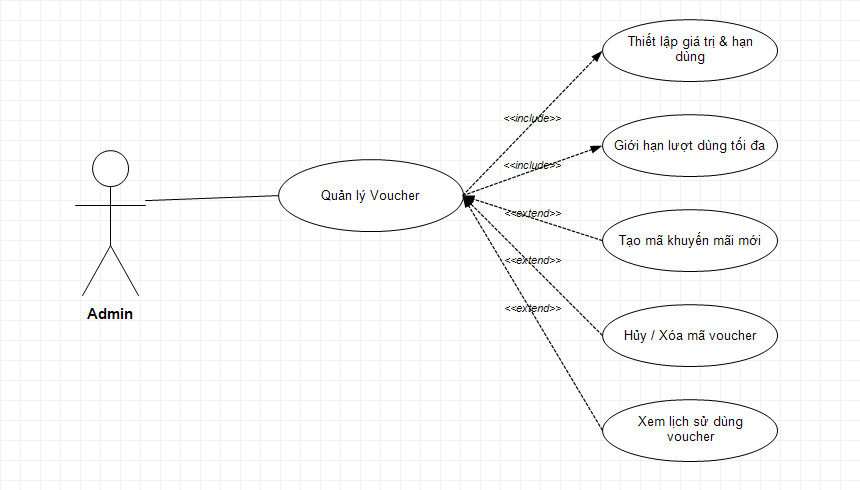 Thiết lập giá trị & hạn
dùng
<<include>>
Giới hạn lượt dùng tối đa
<<include>>
Quản lý Voucher
<<extend>>
Tạo mã khuyến mãi mới
<<extend>>
Admin
Hủy / Xóa mã voucher
<<extend>>
Xem lịch sử dùng
voucher